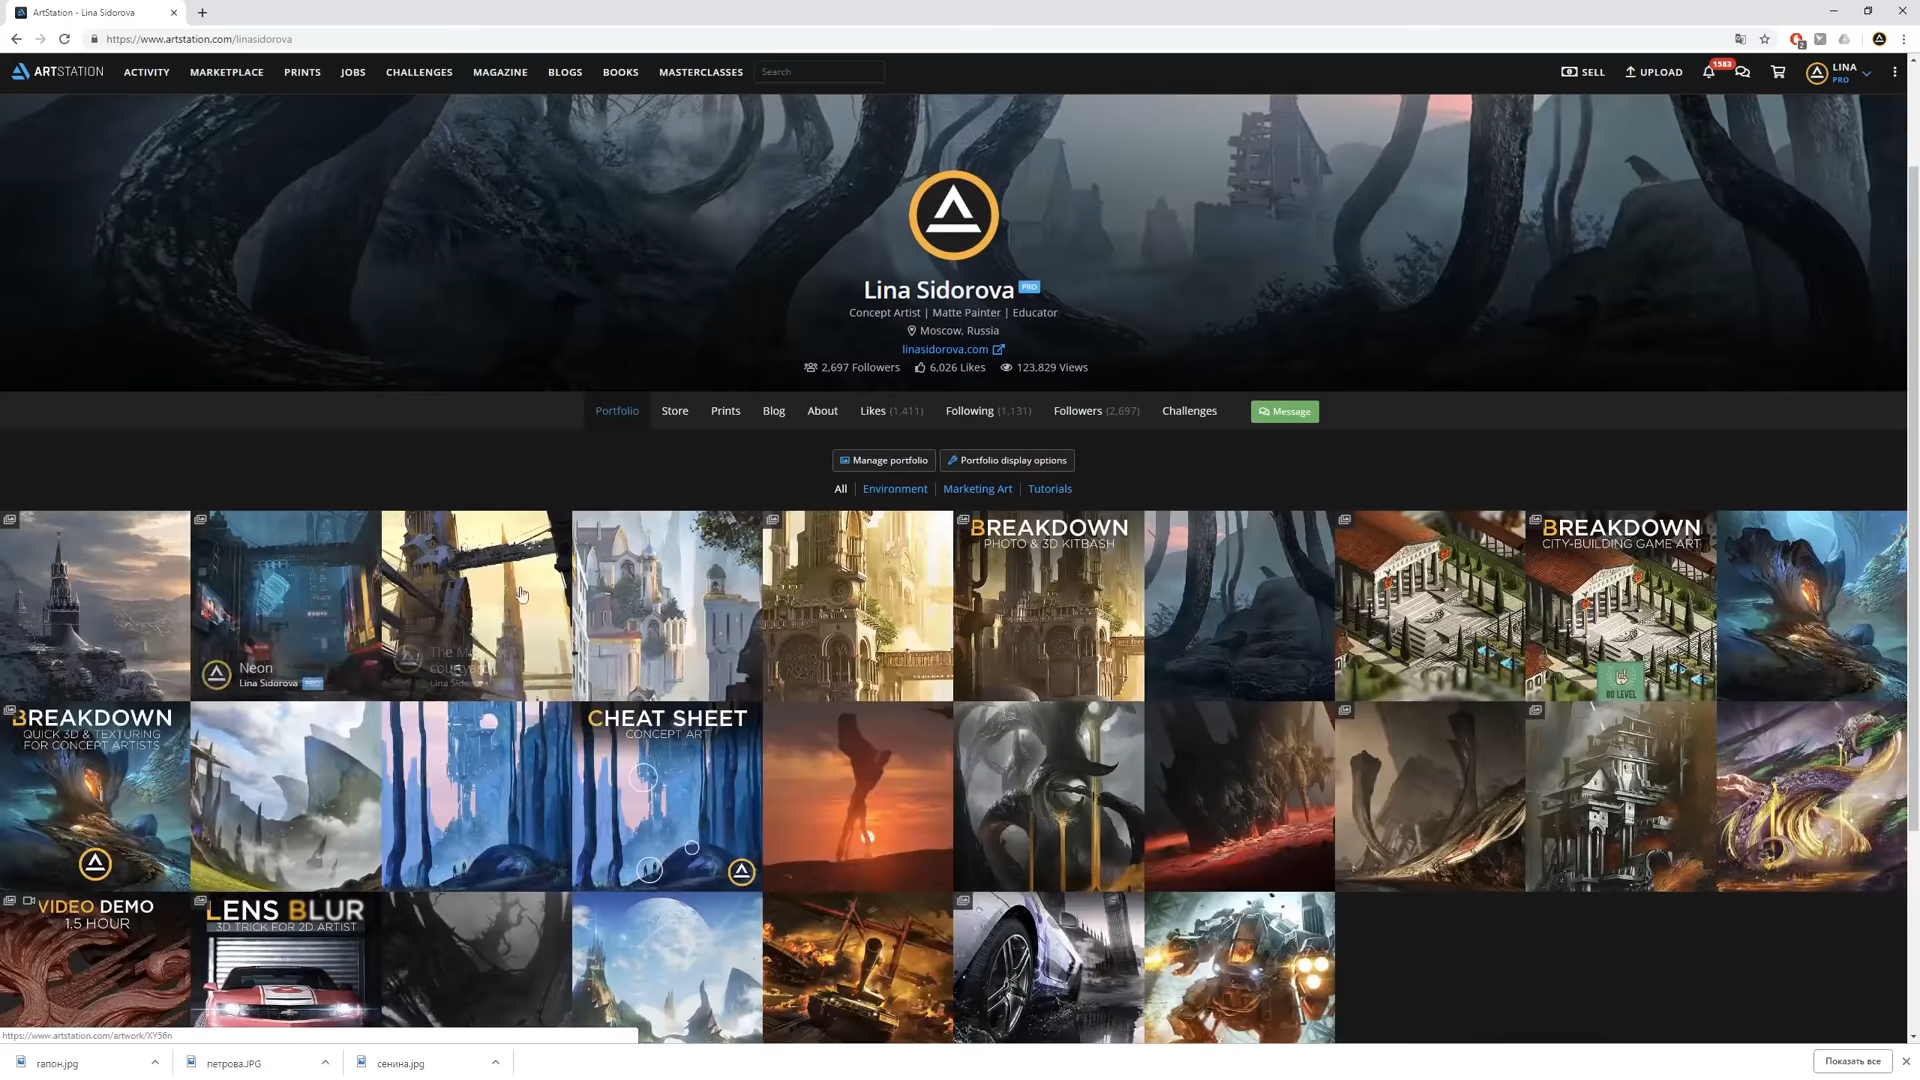 ArtStation - Lina Sidorova
https://www.artstation.com/linasidorova
2
ARTSTATION ACTIVITY MARKETPLACE PRINTS JOBS CHALLENGES MAGAZINE BLOGS BOOKS MASTERCLASSES Search SELL UPLOAD 1583 LINA
PRO
Lina Sidorova PRO
Concept Artist | Matte Painter | Educator
Moscow, Russia
linasidorova.com
2,697 Followers 6,026 Likes 123,829 Views
Portfolio Store Prints Blog About Likes (1,411) Following (1,131) Followers (2,697) Challenges Message
Manage portfolio Portfolio display options
All Environment Marketing Art Tutorials
BREAKDOWN
PHOTO & 3D KITBASH
BREAKDOWN
CITY-BUILDING GAME ART
80 LEVEL
Neon
Lina Sidorova PRO
BREAKDOWN
QUICK 3D & TEXTURING
FOR CONCEPT ARTISTS
CHEAT SHEET
CONCEPT ART
VIDEO DEMO
1.5 HOUR
LENS BLUR
3D TRICK FOR 2D ARTIST
https://www.artstation.com/artwork/XY56n
гапон.jpg петрова.JPG сенина.jpg Показать все